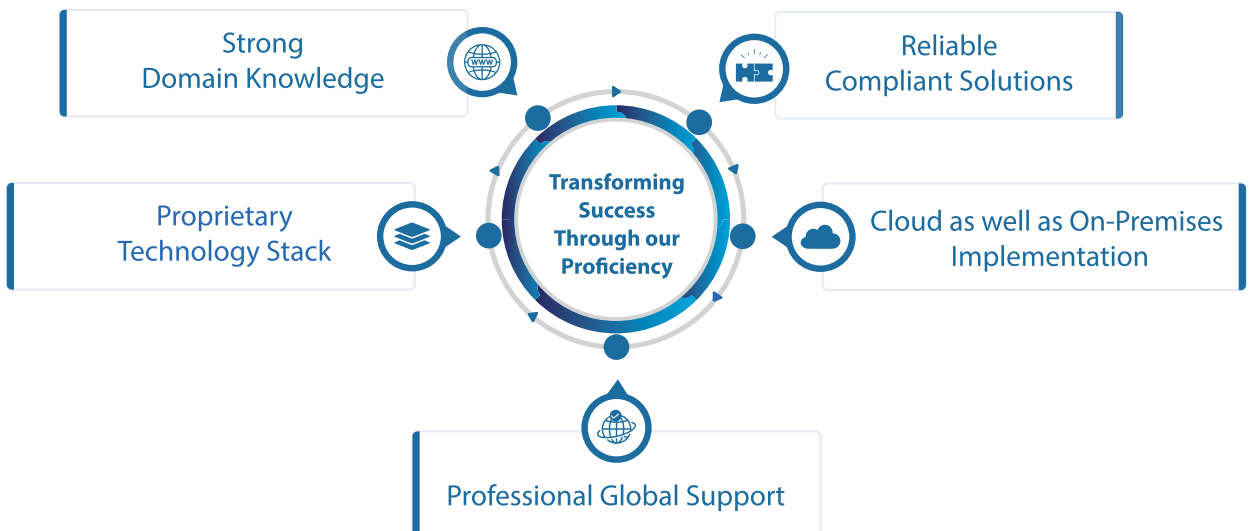 Strong
Domain Knowledge
WWW
Reliable
Compliant Solutions
Proprietary
Technology Stack
Transforming
Success
Through our
Proficiency
Cloud as well as On-Premises
Implementation
Professional Global Support